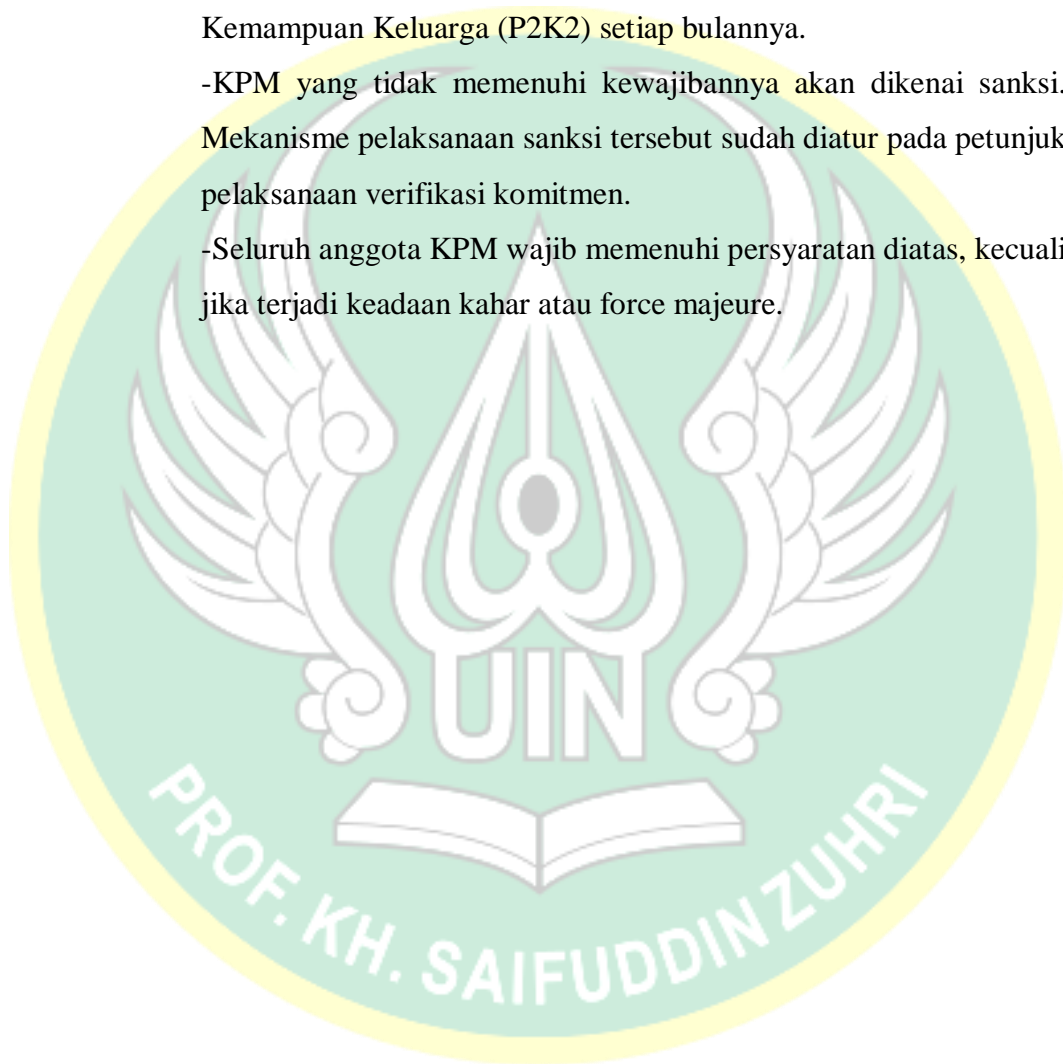 Kemampuan Keluarga (P2K2) setiap bulannya.
-KPM yang tidak memenuhi kewajibannya akan dikenai sanksi.
Mekanisme pelaksanaan sanksi tersebut sudah diatur pada petunjuk
pelaksanaan verifikasi komitmen.
-Seluruh anggota KPM wajib memenuhi persyaratan diatas, kecuali
jika terjadi keadaan kahar atau force majeure.
UIN
PROF. KH. SAIFUDDIN ZUHRI